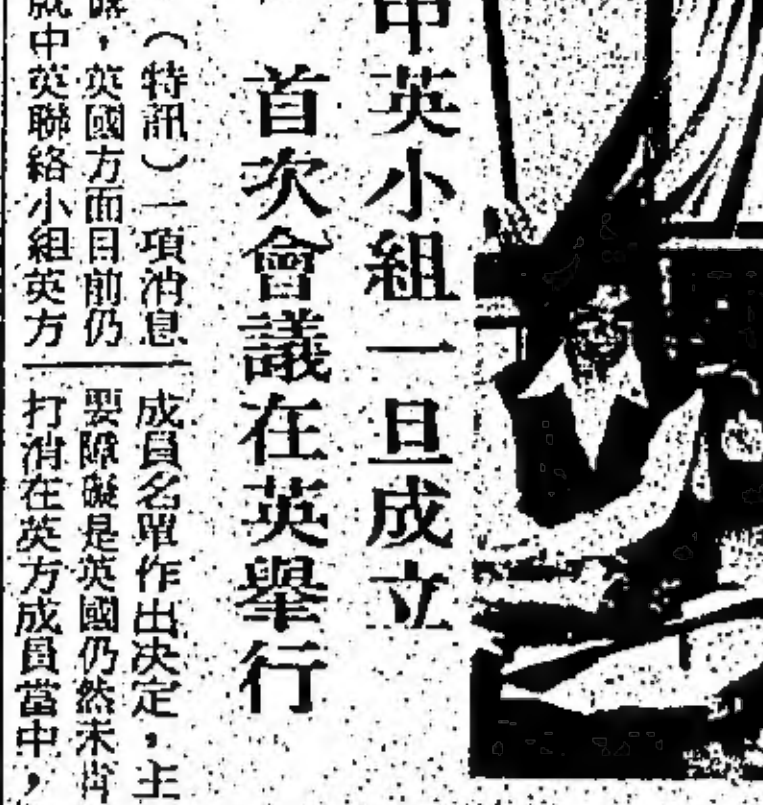 中英小組一旦成立
首次會議在英舉行
(特訊)一項消息
，英國方面目前仍
就中英聯絡小組英方
成員名單作出决定，主
要障礙是英國仍然未肯
打消在英方成員當中，